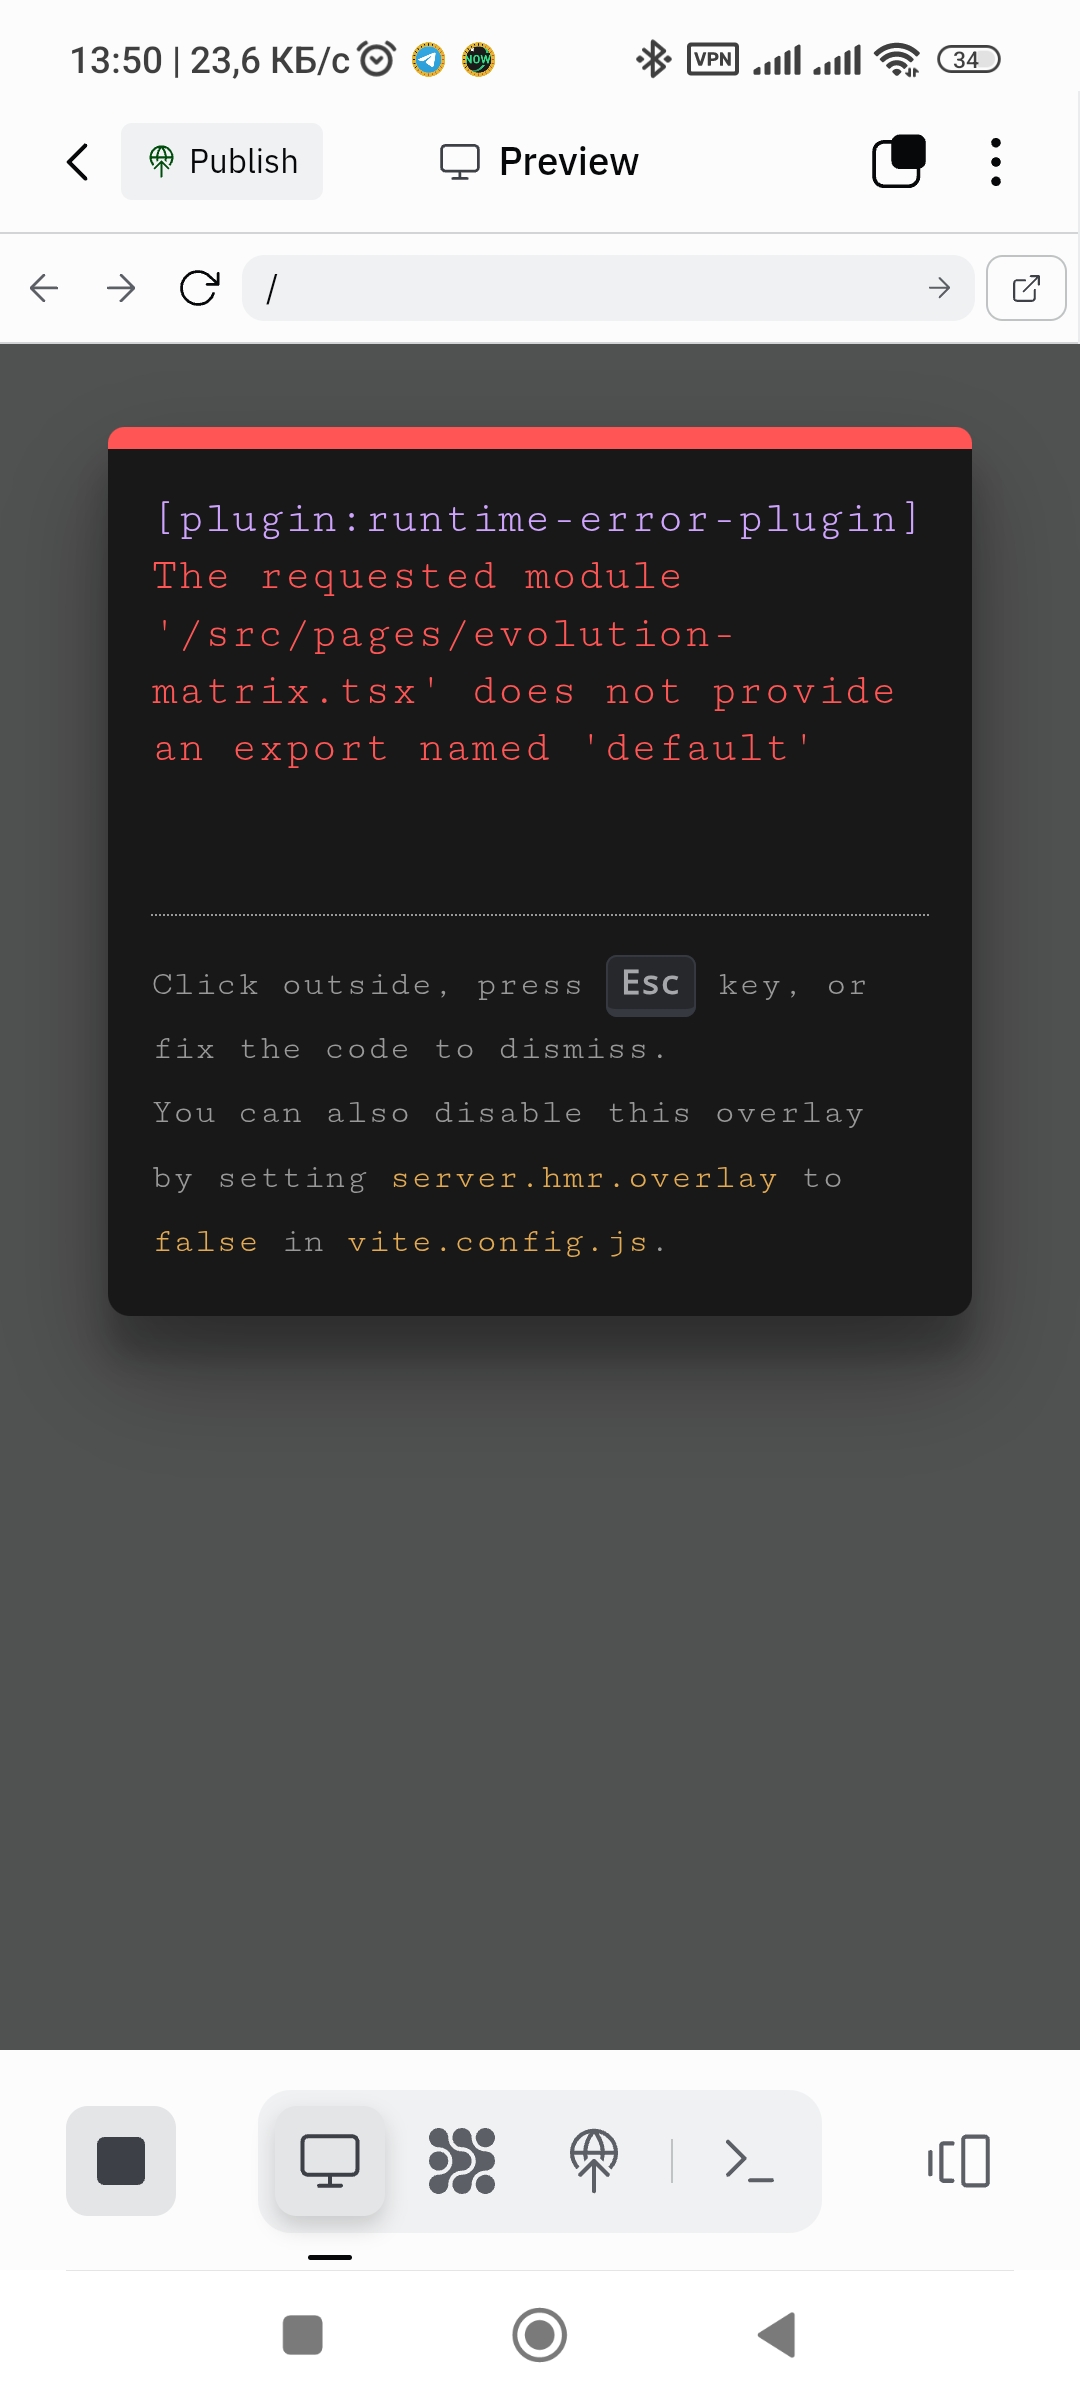 13:50 | 23,6 КБ/с
NOW
VPN
34
Publish
Preview
/
[plugin:runtime-error-plugin]
The requested module
'/src/pages/evolution-
matrix.tsx' does not provide
an export named 'default'
Click outside, press Esc key, or
fix the code to dismiss.
You can also disable this overlay
by setting server.hmr.overlay to
false in vite.config.js.